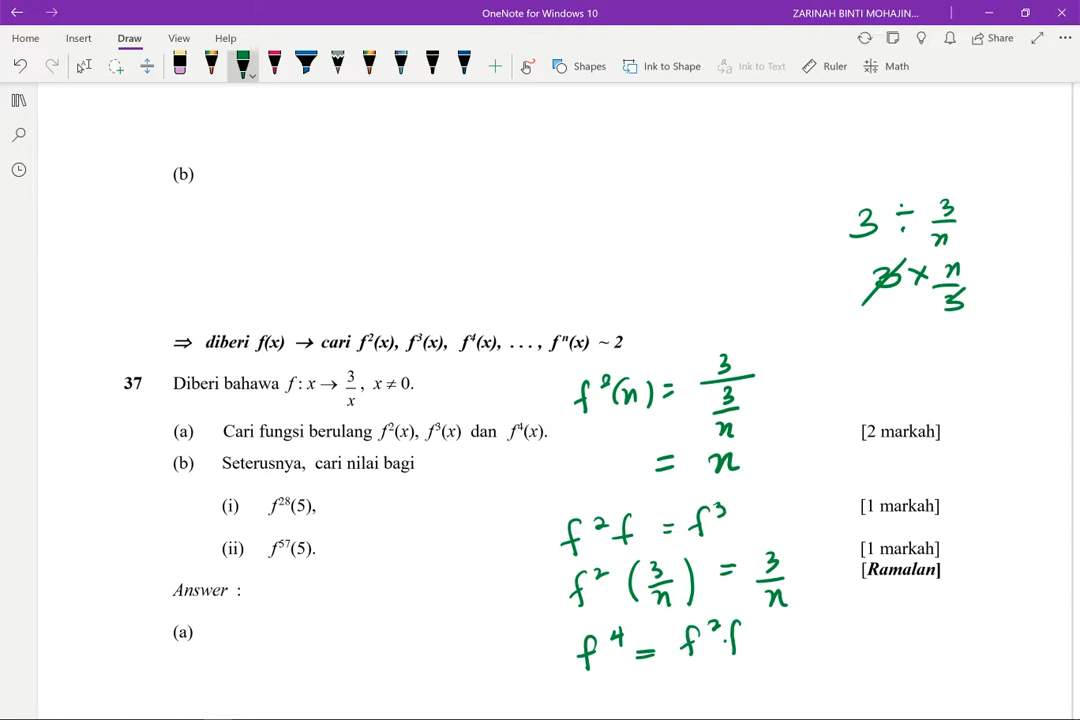 OneNote for Windows 10
ZARINAH BINTI MOHAJIN...
Home Insert Draw View Help
Share
Shapes Ink to Shape Ink to Text Ruler Math
(b)
3 ÷ 3/n
3 × n/3
⇒ diberi f(x) → cari f²(x), f³(x), f⁴(x), . . . , fⁿ(x) ~ 2
37 Diberi bahawa f : x → 3/x, x ≠ 0.
f²(n) = 3/(3/n)
(a) Cari fungsi berulang f²(x), f³(x) dan f⁴(x). [2 markah]
(b) Seterusnya, cari nilai bagi
= n
(i) f²⁸(5), [1 markah]
f² f = f³
(ii) f⁵⁷(5). [1 markah]
[Ramalan]
f² (3/n) = 3/n
Answer :
(a)
f⁴ = f².f